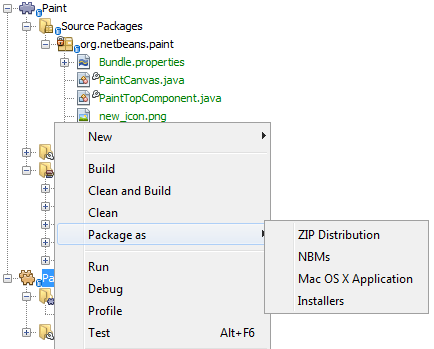 Paint
Source Packages
org.netbeans.paint
Bundle.properties
PaintCanvas.java
PaintTopComponent.java
new_icon.png
New
Build
Clean and Build
Clean
Package as
ZIP Distribution
NBMs
Mac OS X Application
Installers
Pa
Run
Debug
Profile
Test Alt+F6